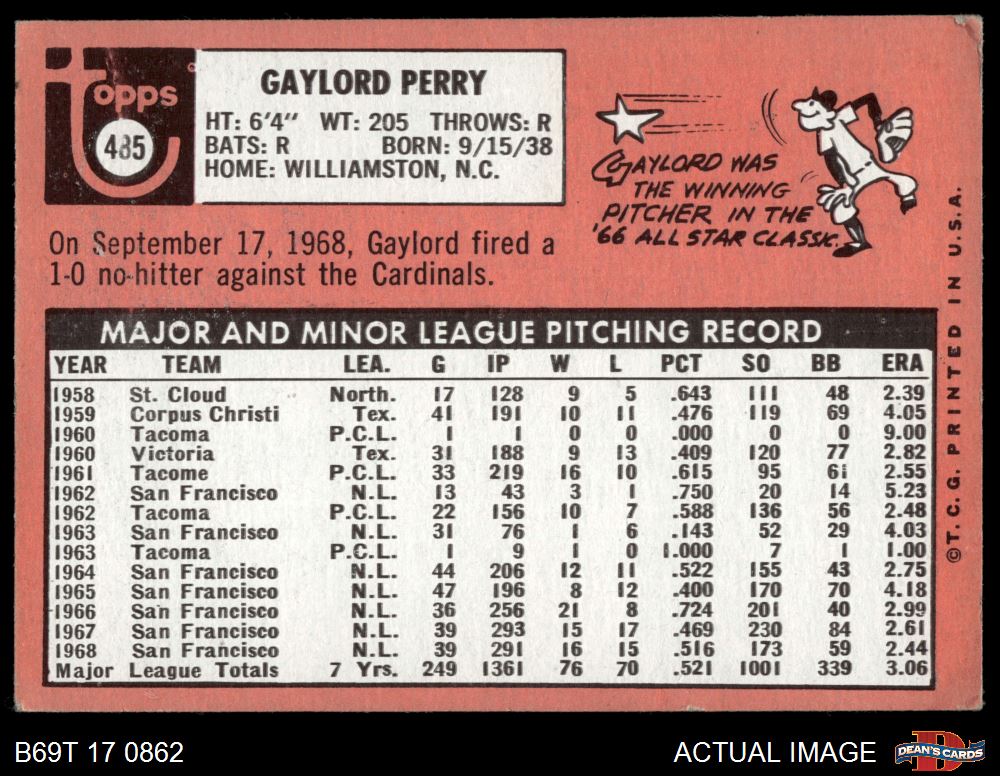 Topps
485
GAYLORD PERRY
HT: 6'4" WT: 205 THROWS: R
BATS: R BORN: 9/15/38
HOME: WILLIAMSTON, N.C.
GAYLORD WAS
THE WINNING
PITCHER IN THE
'66 ALL STAR CLASSIC.
On September 17, 1968, Gaylord fired a
1-0 no-hitter against the Cardinals.
MAJOR AND MINOR LEAGUE PITCHING RECORD
YEAR TEAM LEA. G IP W L PCT SO BB ERA
1958 St. Cloud North. 17 128 9 5 .643 111 48 2.39
1959 Corpus Christi Tex. 41 191 10 11 .476 119 69 4.05
1960 Tacoma P.C.L. 1 1 0 0 .000 0 0 9.00
1960 Victoria Tex. 31 188 9 13 .409 120 77 2.82
1961 Tacome P.C.L. 33 219 16 10 .615 95 61 2.55
1962 San Francisco N.L. 13 43 3 1 .750 20 14 5.23
1962 Tacoma P.C.L. 22 156 10 7 .588 136 56 2.48
1963 San Francisco N.L. 31 76 1 6 .143 52 29 4.03
1963 Tacoma P.C.L. 1 9 1 0 1.000 7 1 1.00
1964 San Francisco N.L. 44 206 12 11 .522 155 43 2.75
1965 San Francisco N.L. 47 196 8 12 .400 170 70 4.18
1966 San Francisco N.L. 36 256 21 8 .724 201 40 2.99
1967 San Francisco N.L. 39 293 15 17 .469 230 84 2.61
1968 San Francisco N.L. 39 291 16 15 .516 173 59 2.44
Major League Totals 7 Yrs. 249 1361 76 70 .521 1001 339 3.06
©T.C.G. PRINTED IN U.S.A.
B69T 17 0862
ACTUAL IMAGE
DEAN'S CARDS